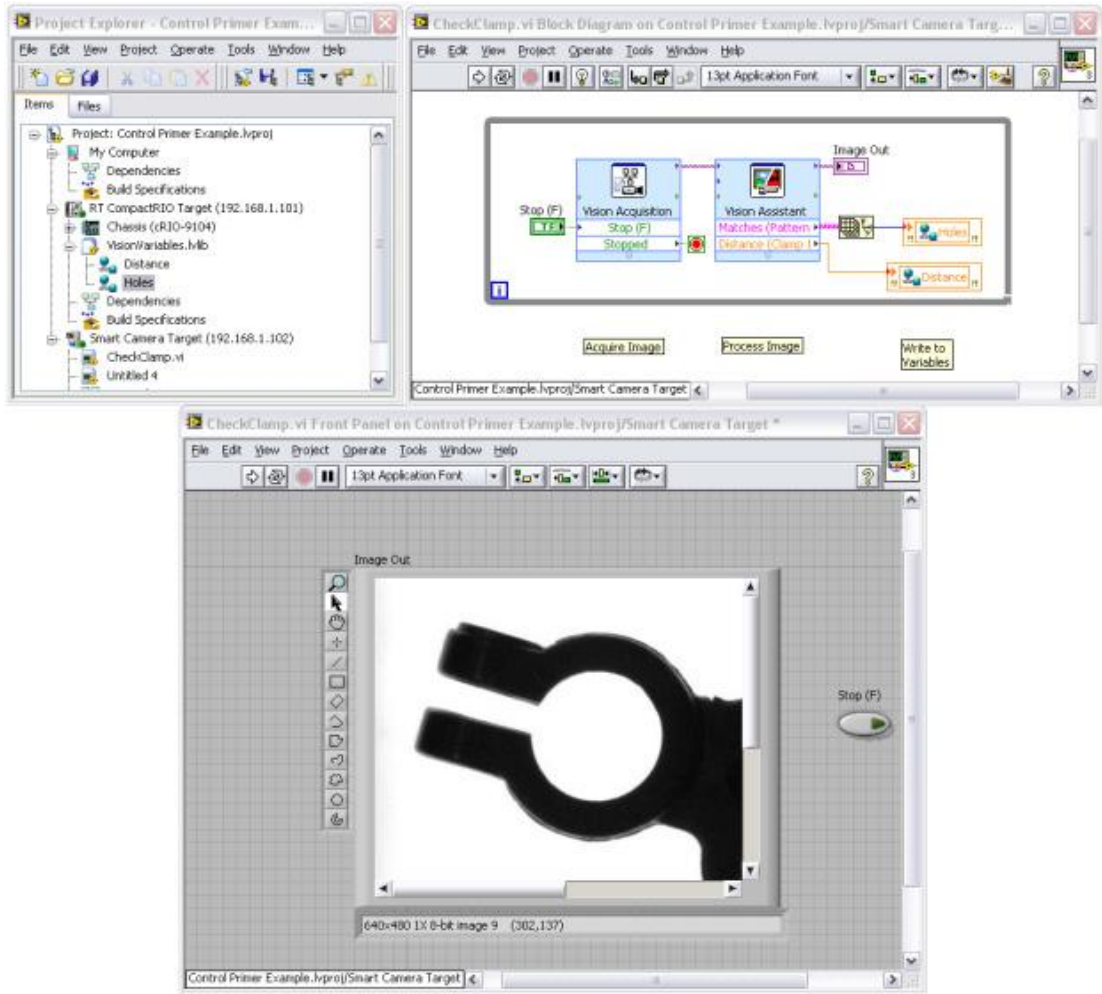 Project Explorer - Control Primer Exam...
File Edit View Project Operate Tools Window Help
Items Files
Project: Control Primer Example.lvproj
My Computer
Dependencies
Build Specifications
RT CompactRIO Target (192.168.1.101)
Chassis (cRIO-9104)
VisionVariables.lvlib
Distance
Holes
Dependencies
Build Specifications
Smart Camera Target (192.168.1.102)
CheckClamp.vi
Untitled 4
CheckClamp.vi Block Diagram on Control Primer Example.lvproj/Smart Camera Targ...
File Edit View Project Operate Tools Window Help
13pt Application Font
Image Out
Stop (F)
TF
Vision Acquisition
Stop (F)
Stopped
Vision Assistant
Matches (Pattern
Distance (Clamp
Holes
Distance
i
Acquire Image
Process Image
Write to
Variables
Control Primer Example.lvproj/Smart Camera Target
CheckClamp.vi Front Panel on Control Primer Example.lvproj/Smart Camera Target *
File Edit View Project Operate Tools Window Help
13pt Application Font
Image Out
Stop (F)
640x480 1X 8-bit image 9 (302,137)
Control Primer Example.lvproj/Smart Camera Target